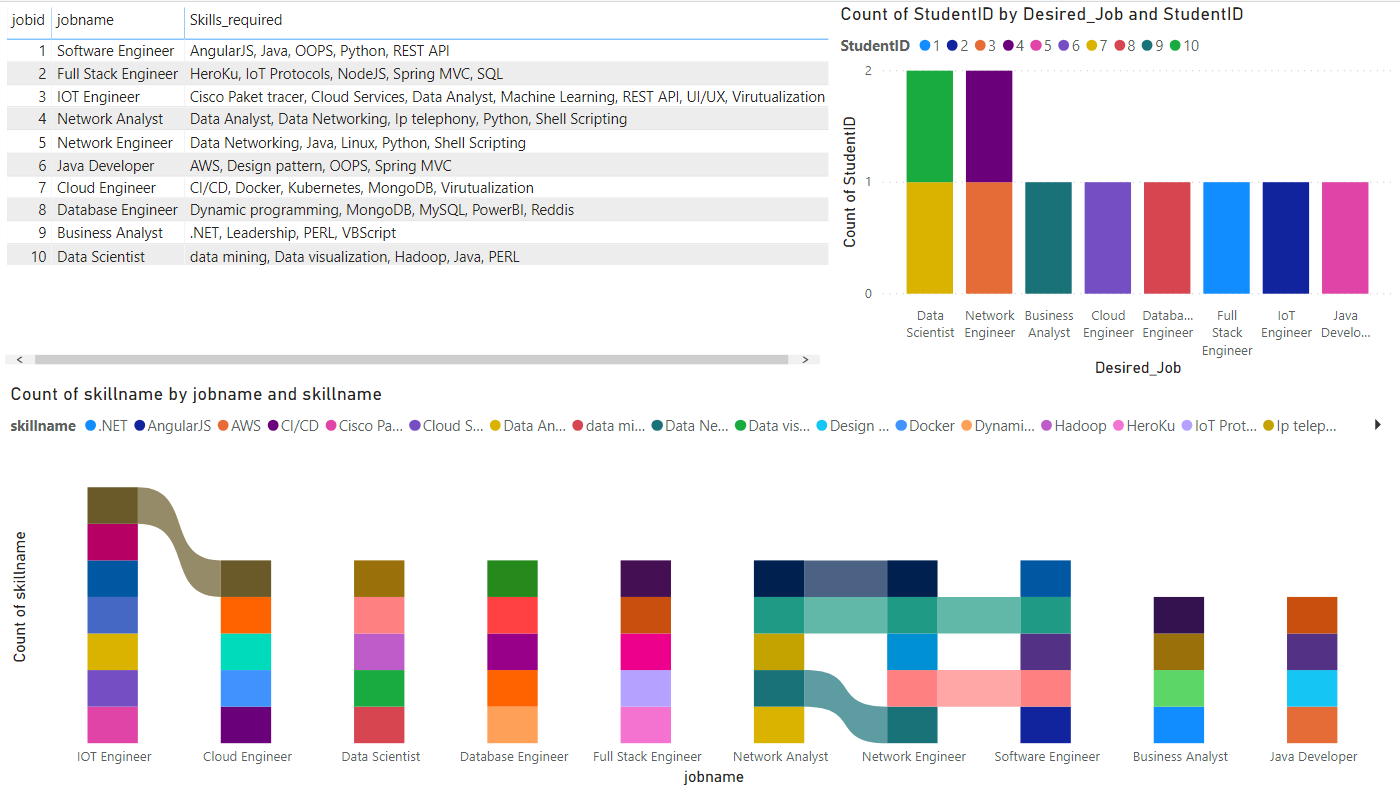 jobid jobname Skills_required
1 Software Engineer AngularJS, Java, OOPS, Python, REST API
2 Full Stack Engineer HeroKu, IoT Protocols, NodeJS, Spring MVC, SQL
3 IOT Engineer Cisco Paket tracer, Cloud Services, Data Analyst, Machine Learning, REST API, UI/UX, Virutualization
4 Network Analyst Data Analyst, Data Networking, Ip telephony, Python, Shell Scripting
5 Network Engineer Data Networking, Java, Linux, Python, Shell Scripting
6 Java Developer AWS, Design pattern, OOPS, Spring MVC
7 Cloud Engineer CI/CD, Docker, Kubernetes, MongoDB, Virutualization
8 Database Engineer Dynamic programming, MongoDB, MySQL, PowerBI, Reddis
9 Business Analyst .NET, Leadership, PERL, VBScript
10 Data Scientist data mining, Data visualization, Hadoop, Java, PERL
Count of StudentID by Desired_Job and StudentID
StudentID 1 2 3 4 5 6 7 8 9 10
Count of StudentID
2
1
0
Data Scientist
Network Engineer
Business Analyst
Cloud Engineer
Databa... Engineer
Full Stack Engineer
IoT Engineer
Java Develo...
Desired_Job
Count of skillname by jobname and skillname
skillname .NET AngularJS AWS CI/CD Cisco Pa... Cloud S... Data An... data mi... Data Ne... Data vis... Design ... Docker Dynami... Hadoop HeroKu IoT Prot... Ip telep...
Count of skillname
IOT Engineer Cloud Engineer Data Scientist Database Engineer Full Stack Engineer Network Analyst Network Engineer Software Engineer Business Analyst Java Developer
jobname